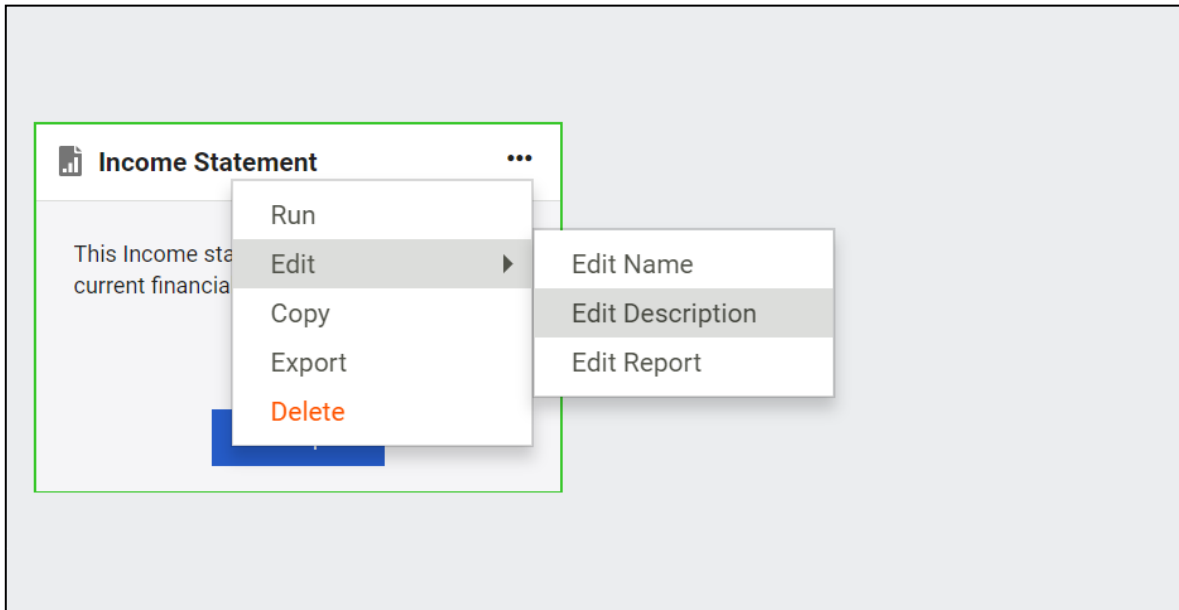 Income Statement
Run
This Income sta
Edit
Edit Name
current financia
Copy
Edit Description
Export
Edit Report
Delete